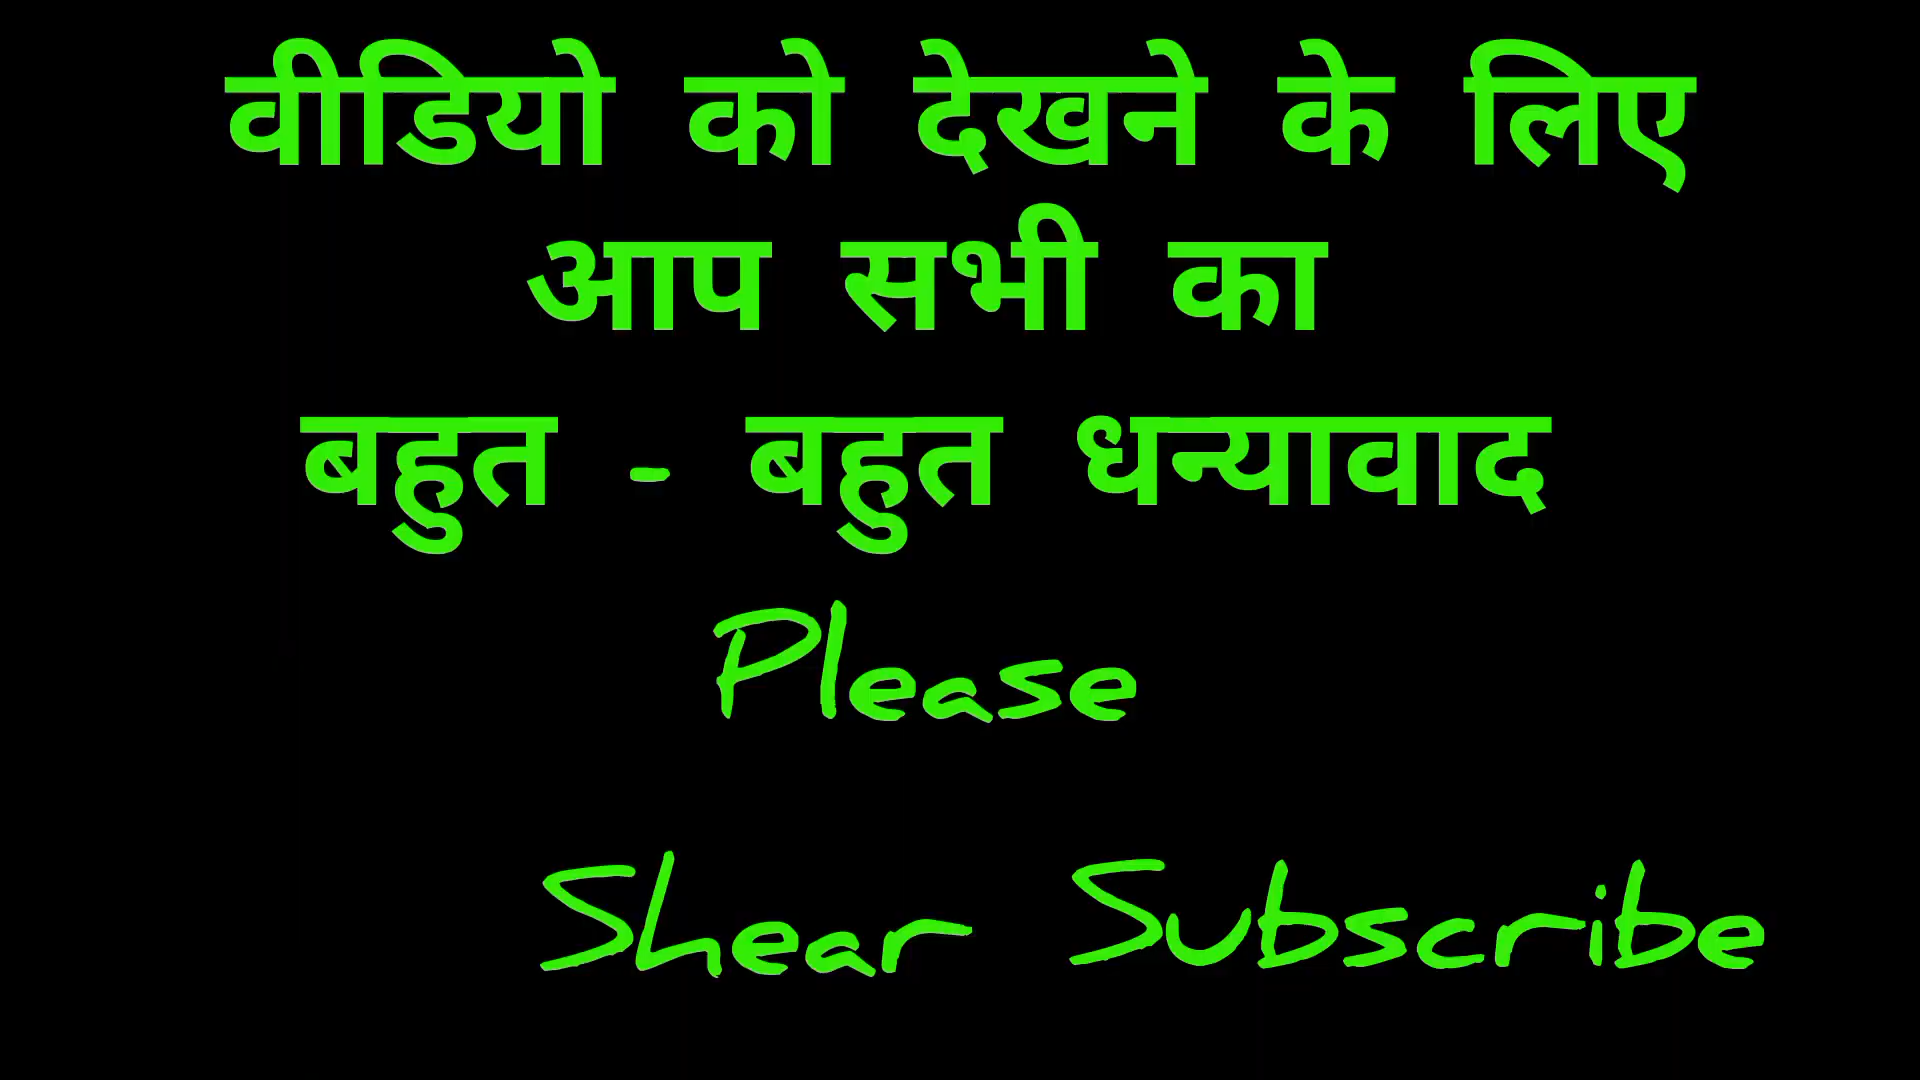 वीडियो को देखने के लिए
आप सभी का
बहुत - बहुत धन्यावाद
Please
Shear Subscribe